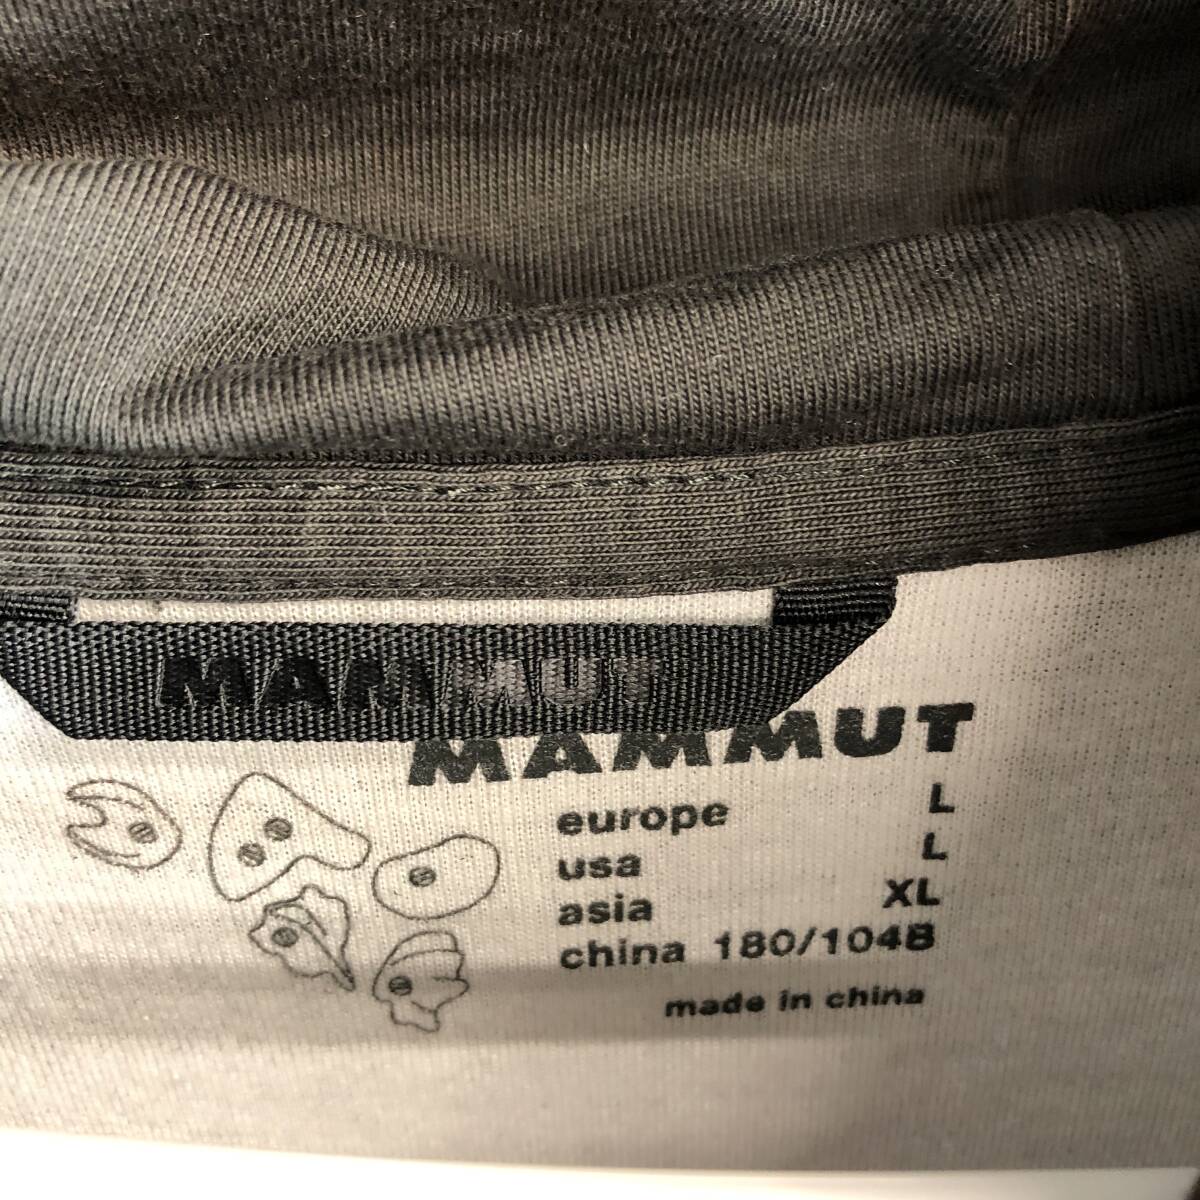 MAMMUT
MAMMUT
europe L
usa L
asia XL
china 180/104B
made in china